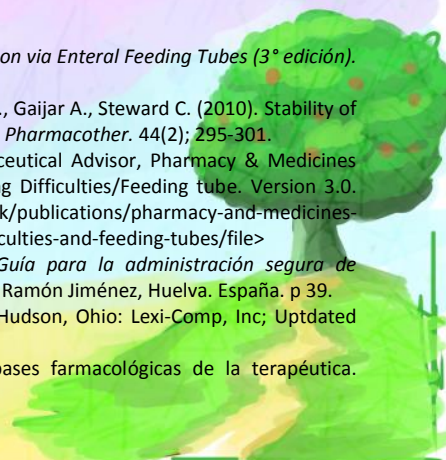 on via Enteral Feeding Tubes (3° edición).
., Gaijar A., Steward C. (2010). Stability of
Pharmacother. 44(2); 295-301.
ceutical Advisor, Pharmacy & Medicines
ng Difficulties/Feeding tube. Version 3.0.
k/publications/pharmacy-and-medicines-
culties-and-feeding-tubes/file>
Guía para la administración segura de
Ramón Jiménez, Huelva. España. p 39.
Hudson, Ohio: Lexi-Comp, Inc; Uptdated
bases farmacológicas de la terapéutica.